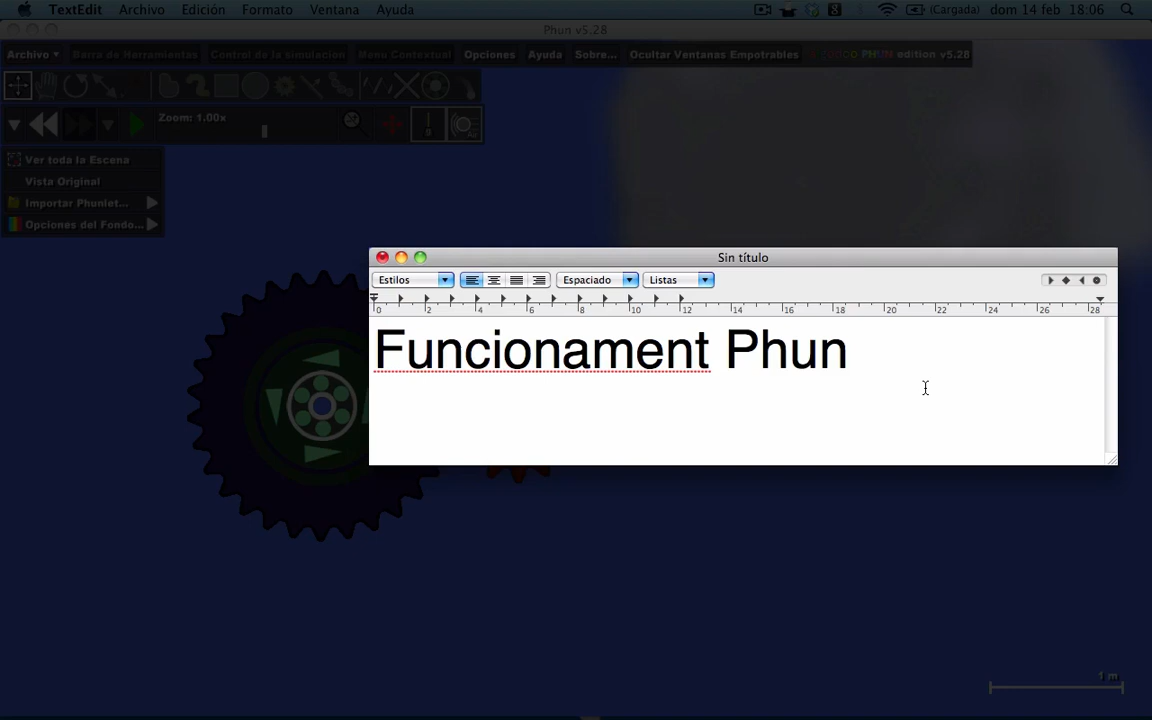 TextEdit Archivo Edición Formato Ventana Ayuda (Cargada) dom 14 feb 18:06
Phun v5.28
Archivo Barra de Herramientas Control de la simulación Menu Contextual Opciones Ayuda Sobre... Ocultar Ventanas Empotrables PHUN edition v5.28
Zoom: 1.00x
Ver toda la Escena
Vista Original
Importar Phunlet...
Opciones del Fondo...
Sin título
Estilos Espaciado Listas
0 2 4 6 8 10 12 14 16 18 20 22 24 26 28
Funcionament Phun
1 m